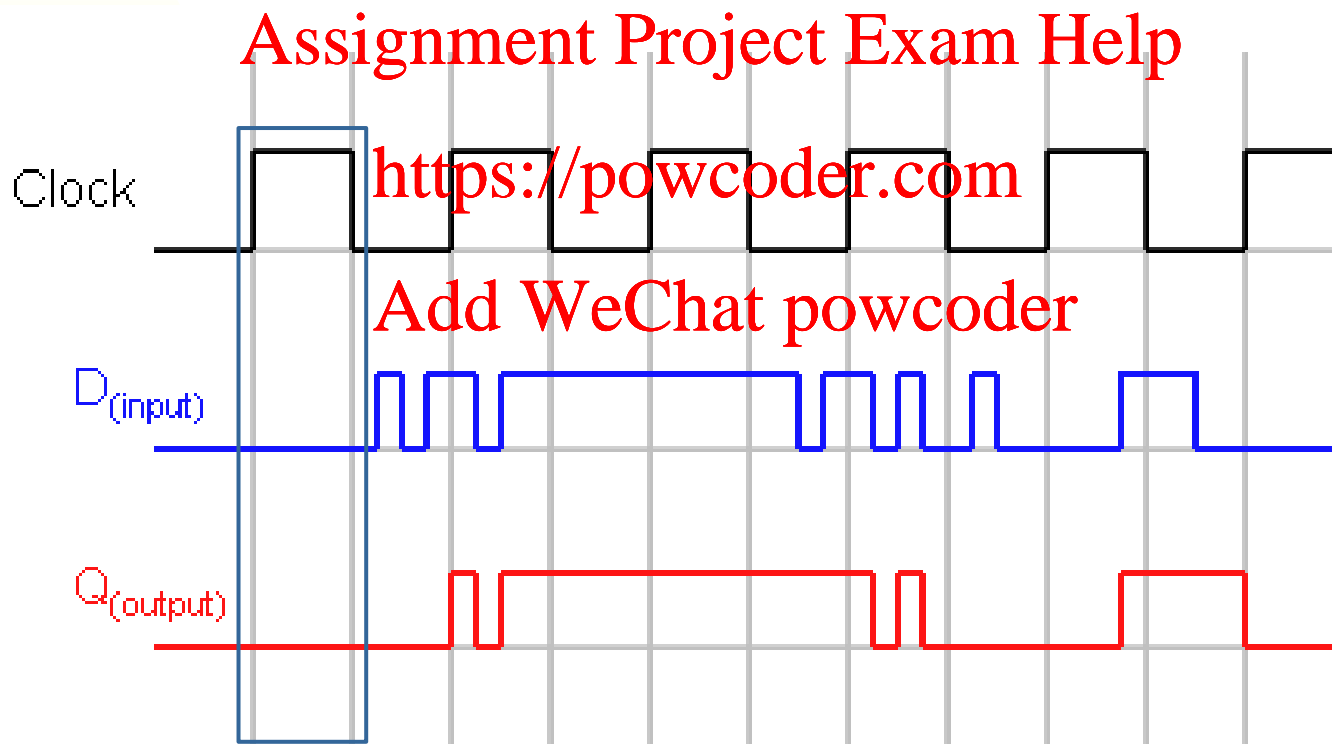 Assignment Project Exam Help
Clock
https://powcoder.com
Add WeChat powcoder
D(input)
Q(output)